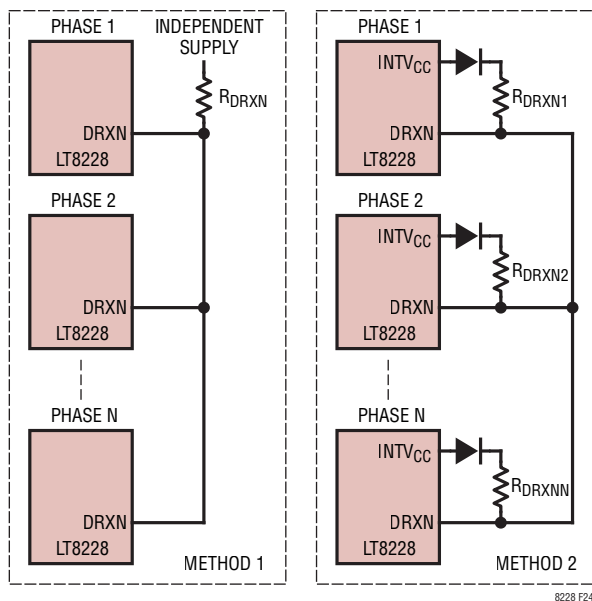 PHASE 1
INDEPENDENT
SUPPLY
RDRXN
DRXN
LT8228
PHASE 2
DRXN
LT8228
PHASE N
DRXN
LT8228
METHOD 1
PHASE 1
INTVCC
RDRXN1
DRXN
LT8228
PHASE 2
INTVCC
RDRXN2
DRXN
LT8228
PHASE N
INTVCC
RDRXNN
DRXN
LT8228
METHOD 2
8228 F24